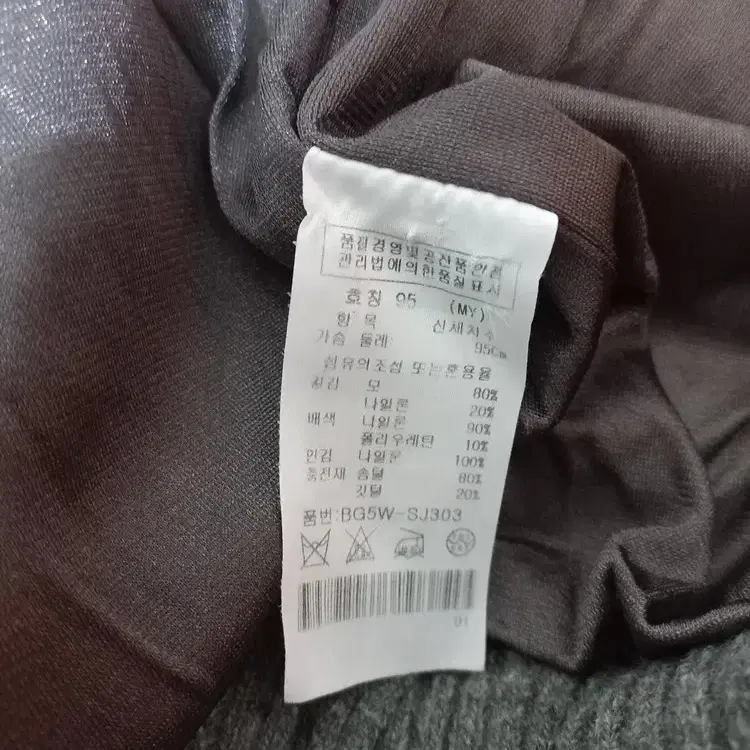 품질경영및공산품안전
관리법에의한품질표시
호칭 95 (MY)
항 목 신체치수
가슴 둘레: 95Cm
섬유의조성 또는혼용율
겉감 모 80%
나일론 20%
배색 나일론 90%
폴리우레탄 10%
안감 나일론 100%
충전재 솜털 80%
깃털 20%
품번:BG5W-SJ303
91